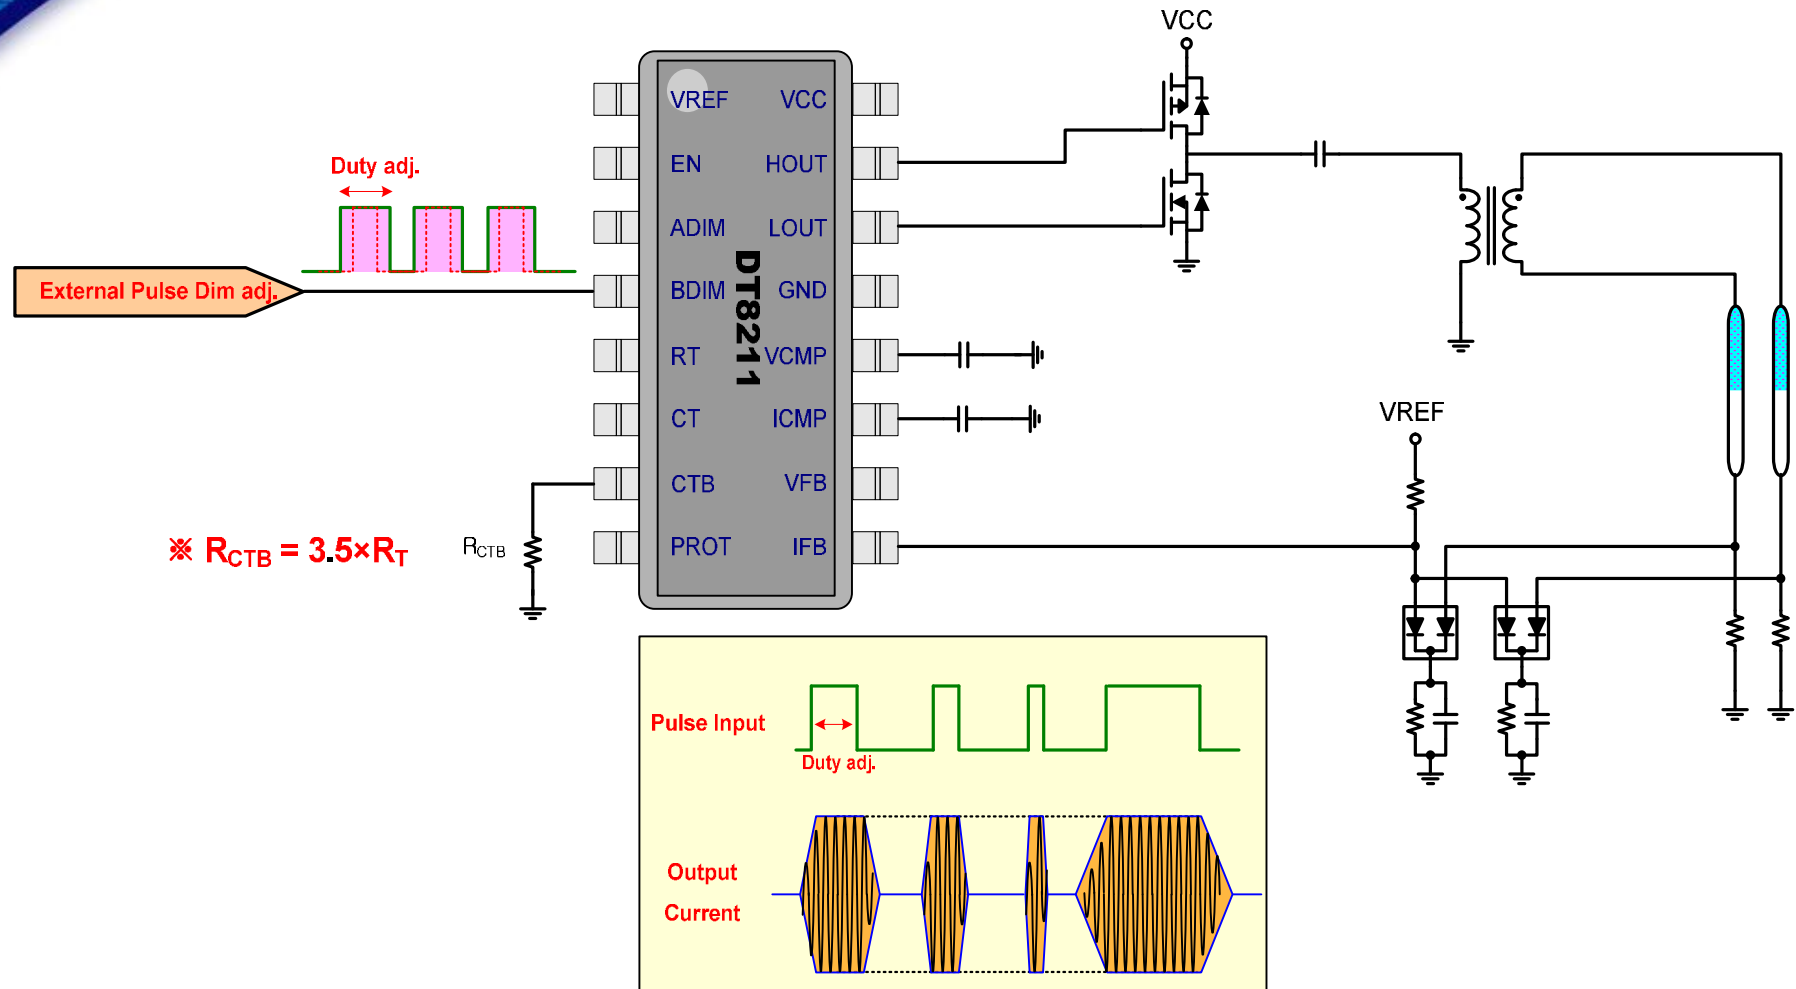 VCC
VREF VCC
EN HOUT
ADIM LOUT
BDIM GND
RT VCMP
CT ICMP
CTB VFB
PROT IFB
DT8211
Duty adj.
External Pulse Dim adj.
※ RCTB = 3.5×RT
RCTB
VREF
Pulse Input
Duty adj.
Output
Current